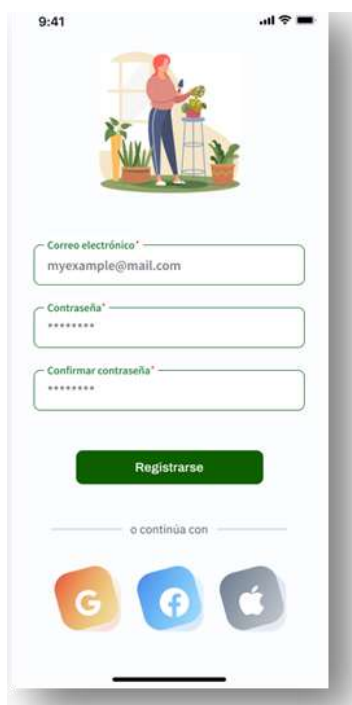 9:41
Correo electrónico*
myexample@mail.com
Contraseña*
********
Confirmar contraseña*
********
Registrarse
o continúa con
G